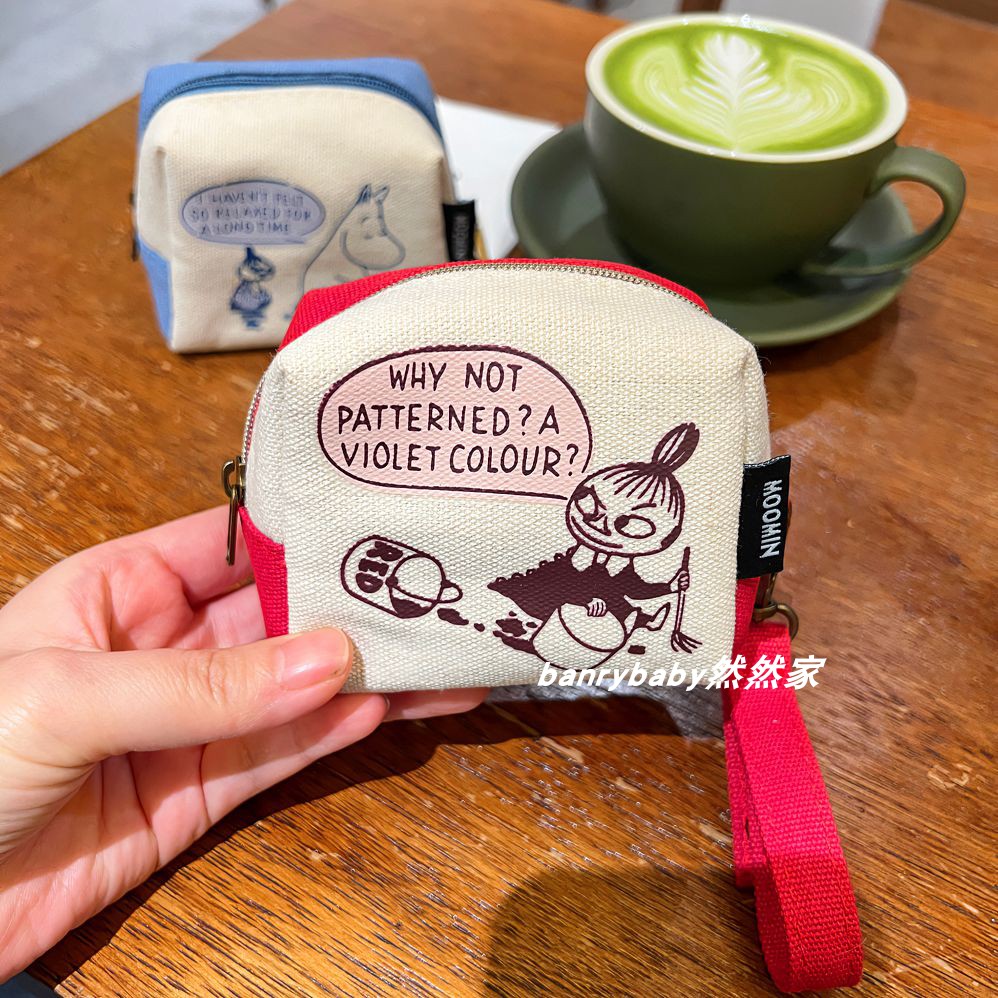 I HAVEN'T FELT
SO RELAXED FOR
A LONG TIME
WHY NOT
PATTERNED? A
VIOLET COLOUR?
MOOMIN
RED
banrybaby然然家